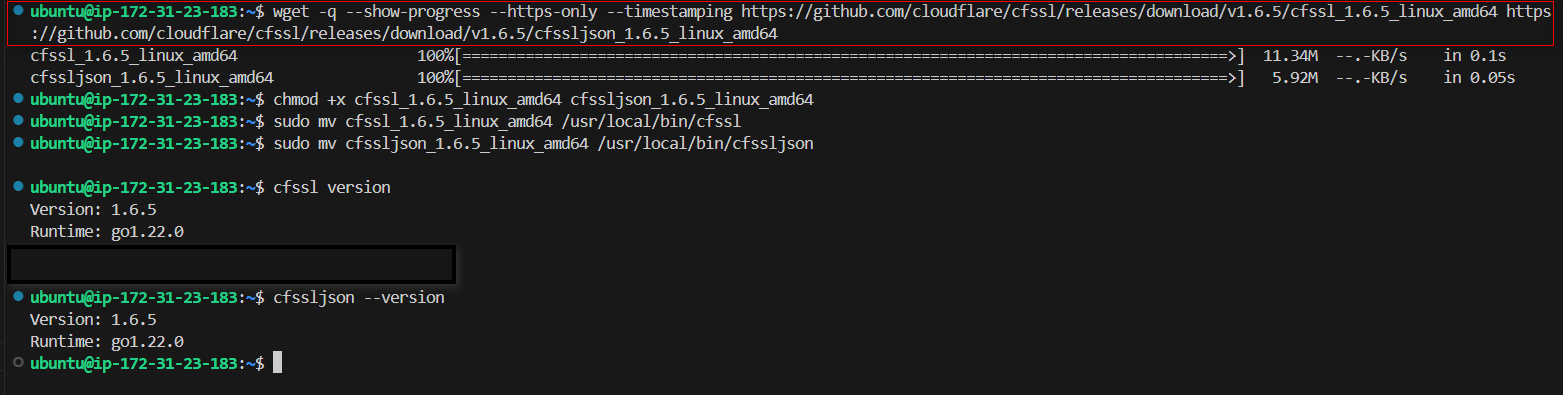 ubuntu@ip-172-31-23-183:~$ wget -q --show-progress --https-only --timestamping https://github.com/cloudflare/cfssl/releases/download/v1.6.5/cfssl_1.6.5_linux_amd64 https
://github.com/cloudflare/cfssl/releases/download/v1.6.5/cfssljson_1.6.5_linux_amd64
cfssl_1.6.5_linux_amd64 100%[=====================================================================================>] 11.34M --.-KB/s in 0.1s
cfssljson_1.6.5_linux_amd64 100%[=====================================================================================>] 5.92M --.-KB/s in 0.05s
ubuntu@ip-172-31-23-183:~$ chmod +x cfssl_1.6.5_linux_amd64 cfssljson_1.6.5_linux_amd64
ubuntu@ip-172-31-23-183:~$ sudo mv cfssl_1.6.5_linux_amd64 /usr/local/bin/cfssl
ubuntu@ip-172-31-23-183:~$ sudo mv cfssljson_1.6.5_linux_amd64 /usr/local/bin/cfssljson
ubuntu@ip-172-31-23-183:~$ cfssl version
Version: 1.6.5
Runtime: go1.22.0
ubuntu@ip-172-31-23-183:~$ cfssljson --version
Version: 1.6.5
Runtime: go1.22.0
ubuntu@ip-172-31-23-183:~$